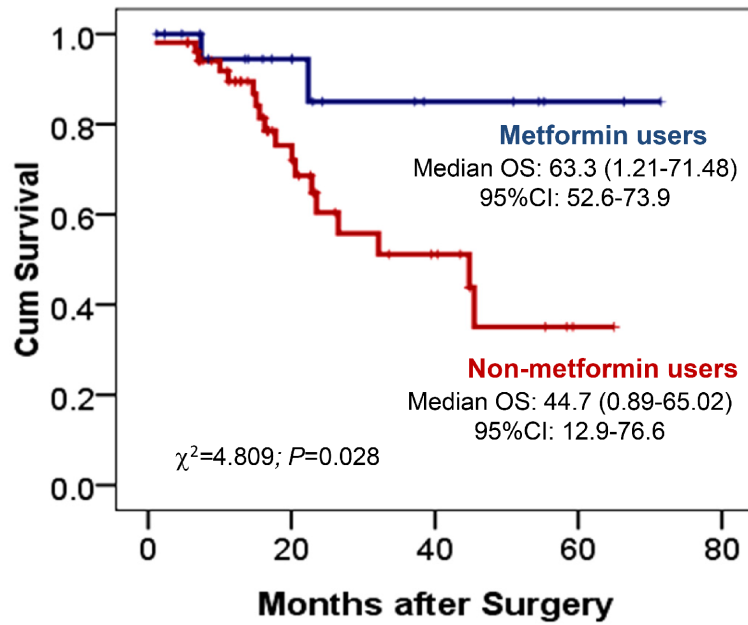 1.0
0.8
0.6
0.4
0.2
0.0
Cum Survival
Metformin users
Median OS: 63.3 (1.21-71.48)
95%CI: 52.6-73.9
Non-metformin users
Median OS: 44.7 (0.89-65.02)
95%CI: 12.9-76.6
χ²=4.809; P=0.028
0 20 40 60 80
Months after Surgery